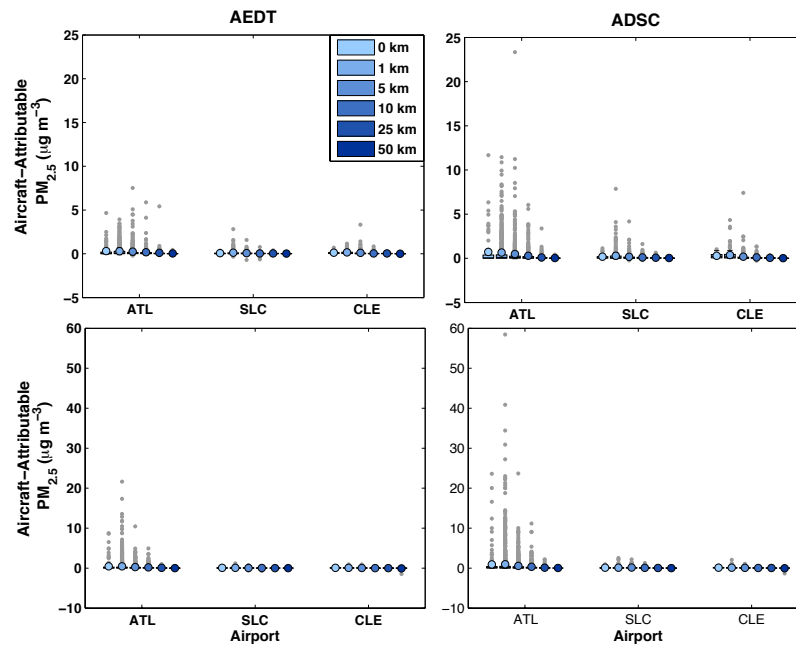 AEDT
ADSC
25
20
15
10
5
0
−5
Aircraft−Attributable
PM2.5 (μg m−3)
0 km
1 km
5 km
10 km
25 km
50 km
ATL SLC CLE
25
20
15
10
5
0
−5
ATL SLC CLE
60
50
40
30
20
10
0
−10
Aircraft−Attributable
PM2.5 (μg m−3)
ATL SLC CLE
Airport
60
50
40
30
20
10
0
−10
ATL SLC CLE
Airport